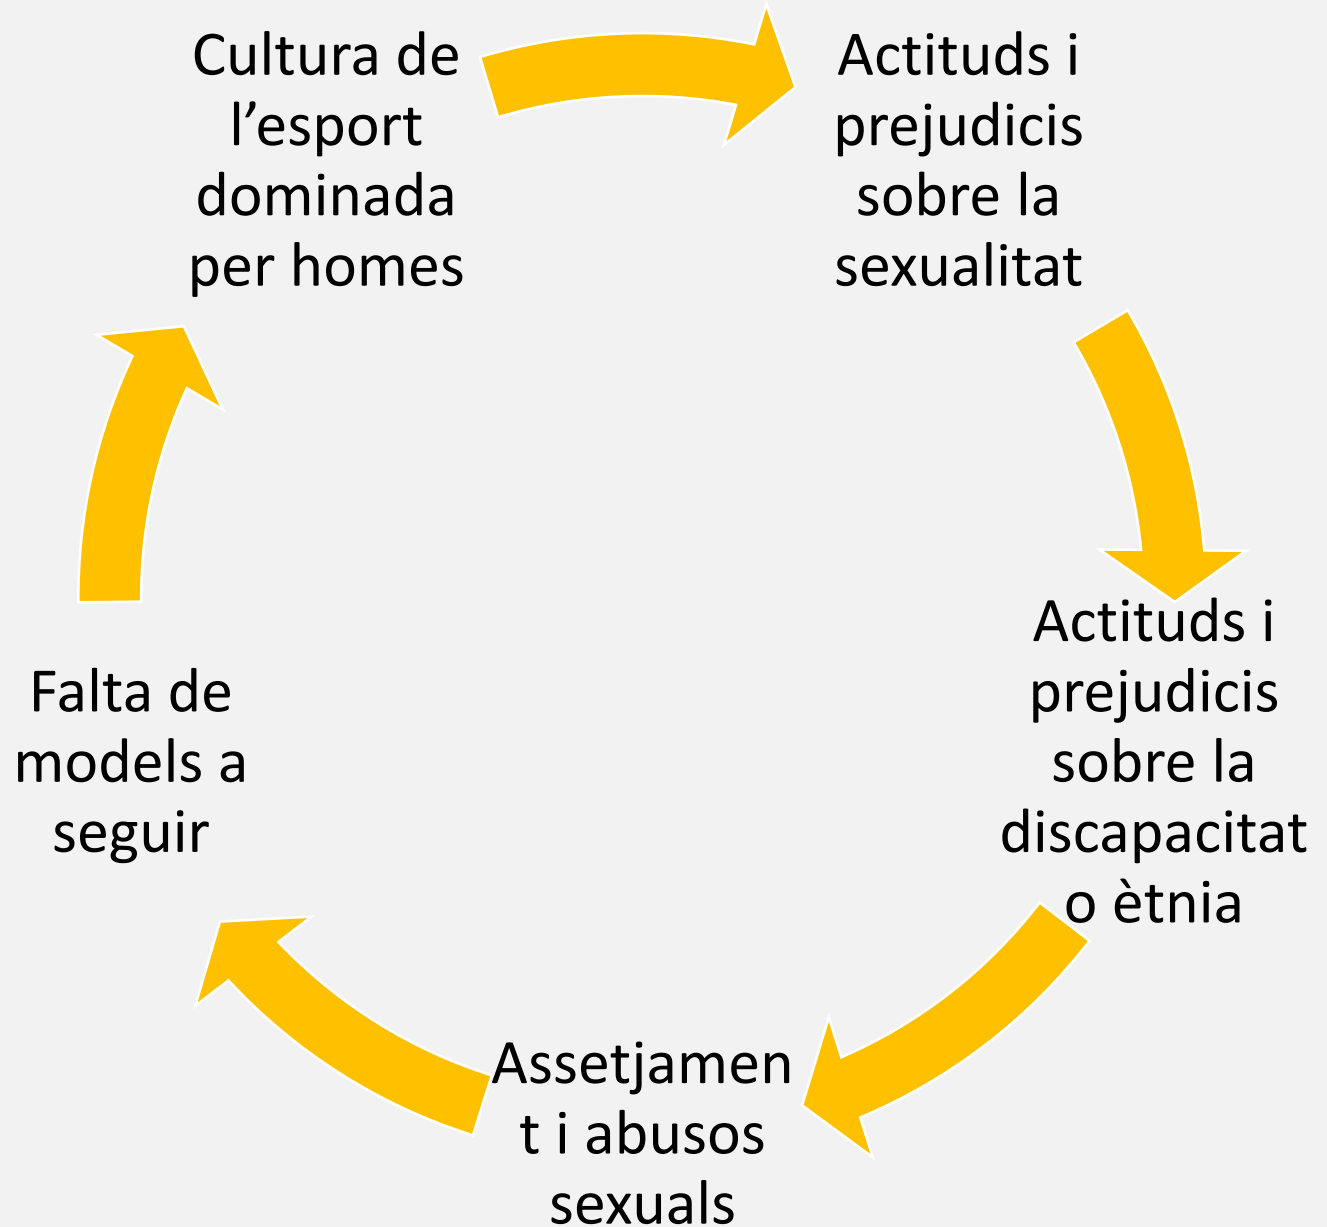 Cultura de
l’esport
dominada
per homes
Actituds i
prejudicis
sobre la
sexualitat
Actituds i
prejudicis
sobre la
discapacitat
o ètnia
Assetjamen
t i abusos
sexuals
Falta de
models a
seguir